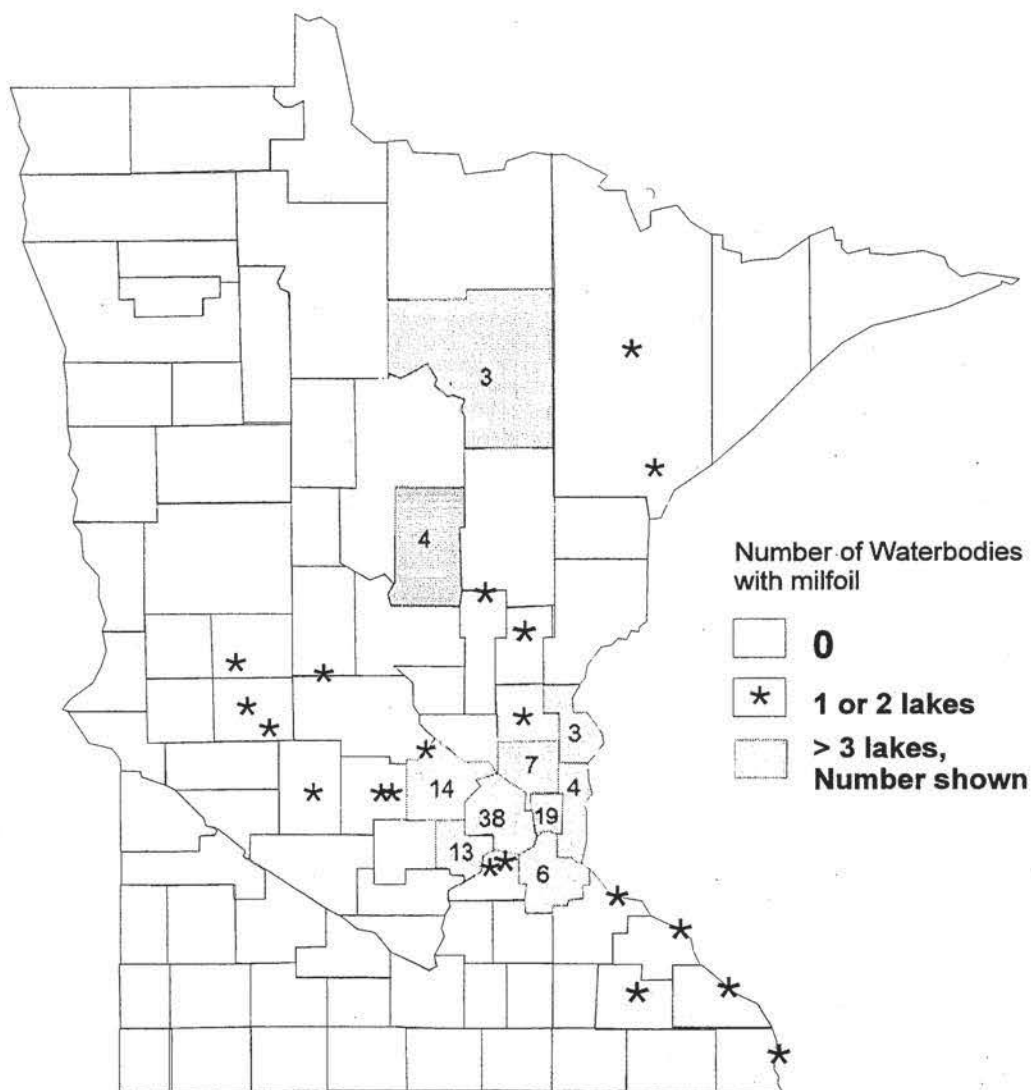 3
4
3
7
14
4
38
19
13
6
Number of Waterbodies
with milfoil
0
* 1 or 2 lakes
> 3 lakes,
Number shown